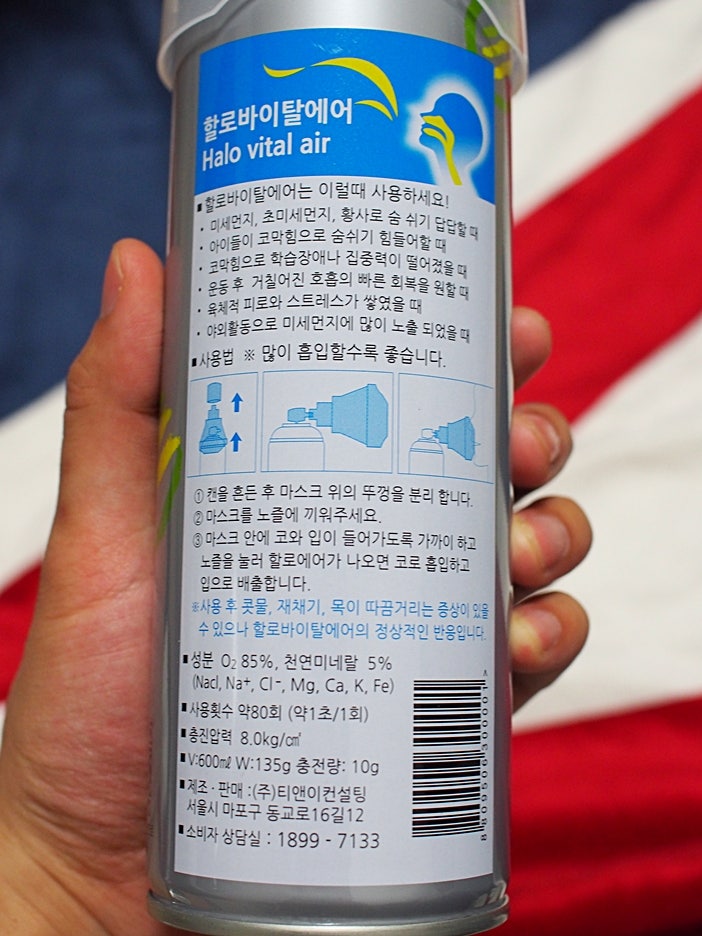 할로바이탈에어
Halo vital air
■ 할로바이탈에어는 이럴때 사용하세요!
• 미세먼지, 초미세먼지, 황사로 숨 쉬기 답답할 때
• 아이들이 코막힘으로 숨쉬기 힘들어할 때
• 코막힘으로 학습장애나 집중력이 떨어졌을 때
• 운동 후 거칠어진 호흡의 빠른 회복을 원할 때
• 육체적 피로와 스트레스가 쌓였을 때
• 야외활동으로 미세먼지에 많이 노출 되었을 때
■ 사용법 ※ 많이 흡입할수록 좋습니다.
① 캔을 흔든 후 마스크 위의 뚜껑을 분리 합니다.
② 마스크를 노즐에 끼워주세요.
③ 마스크 안에 코와 입이 들어가도록 가까이 하고
노즐을 눌러 할로에어가 나오면 코로 흡입하고
입으로 배출합니다.
※사용 후 콧물, 재채기, 목이 따끔거리는 증상이 있을
수 있으나 할로바이탈에어의 정상적인 반응입니다.
■ 성분 O₂ 85%, 천연미네랄 5%
(Nacl, Na⁺, Cl⁻, Mg, Ca, K, Fe)
■ 사용횟수 약80회 (약1초/1회)
■ 충진압력 8.0kg/㎠
■ V:600㎖ W:135g 충전량: 10g
■ 제조 · 판매 :(주)티앤이컨설팅
서울시 마포구 동교로16길12
■ 소비자 상담실 : 1899 - 7133
8 809506 300001 >